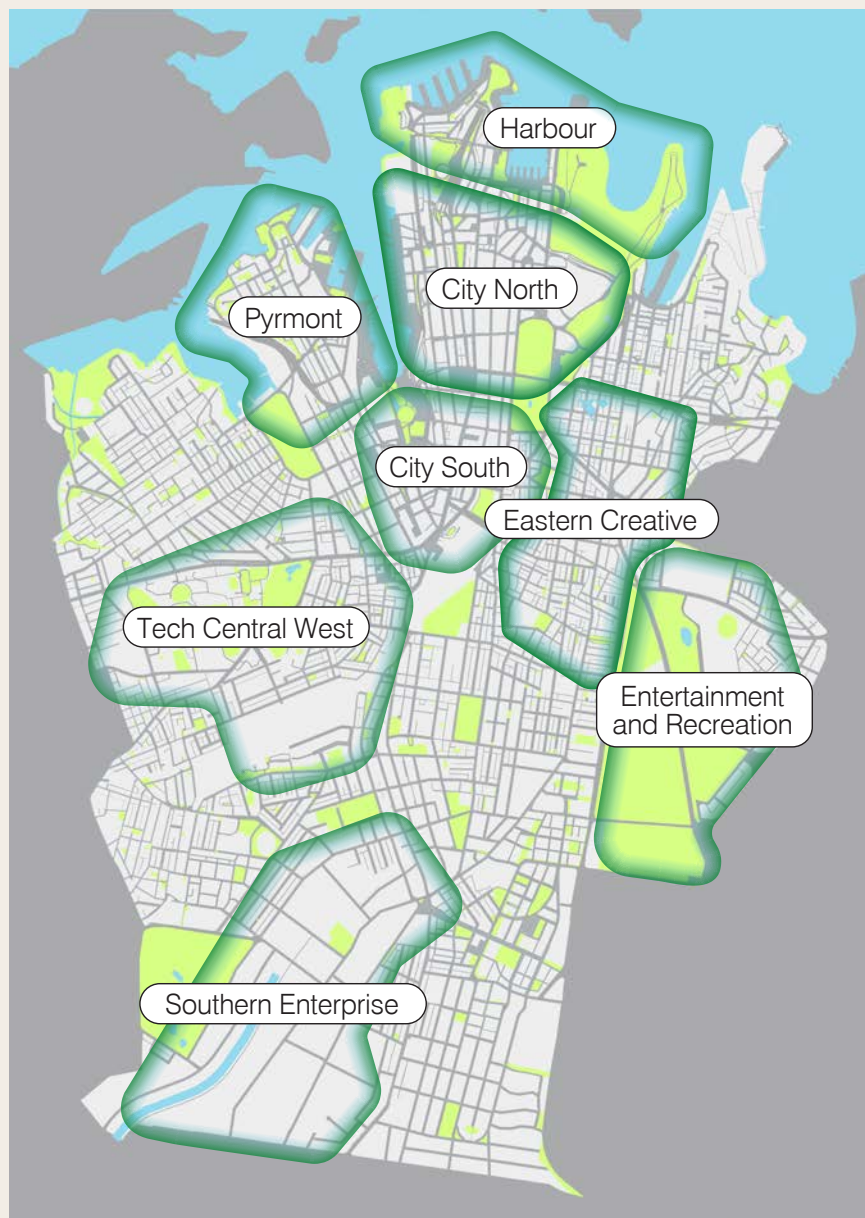 Harbour
City North
Pyrmont
City South
Eastern Creative
Tech Central West
Entertainment
and Recreation
Southern Enterprise